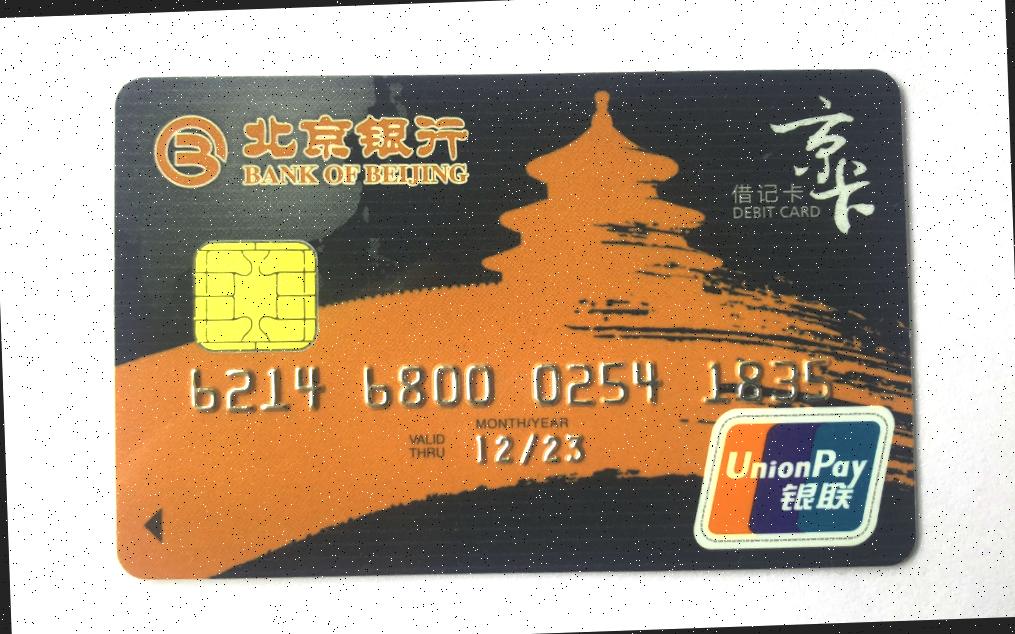 北京银行
BANK OF BEIJING
京卡
借记卡
DEBIT CARD
6214 6800 0254 1835
MONTH/YEAR
VALID
THRU
12/23
UnionPay
银联